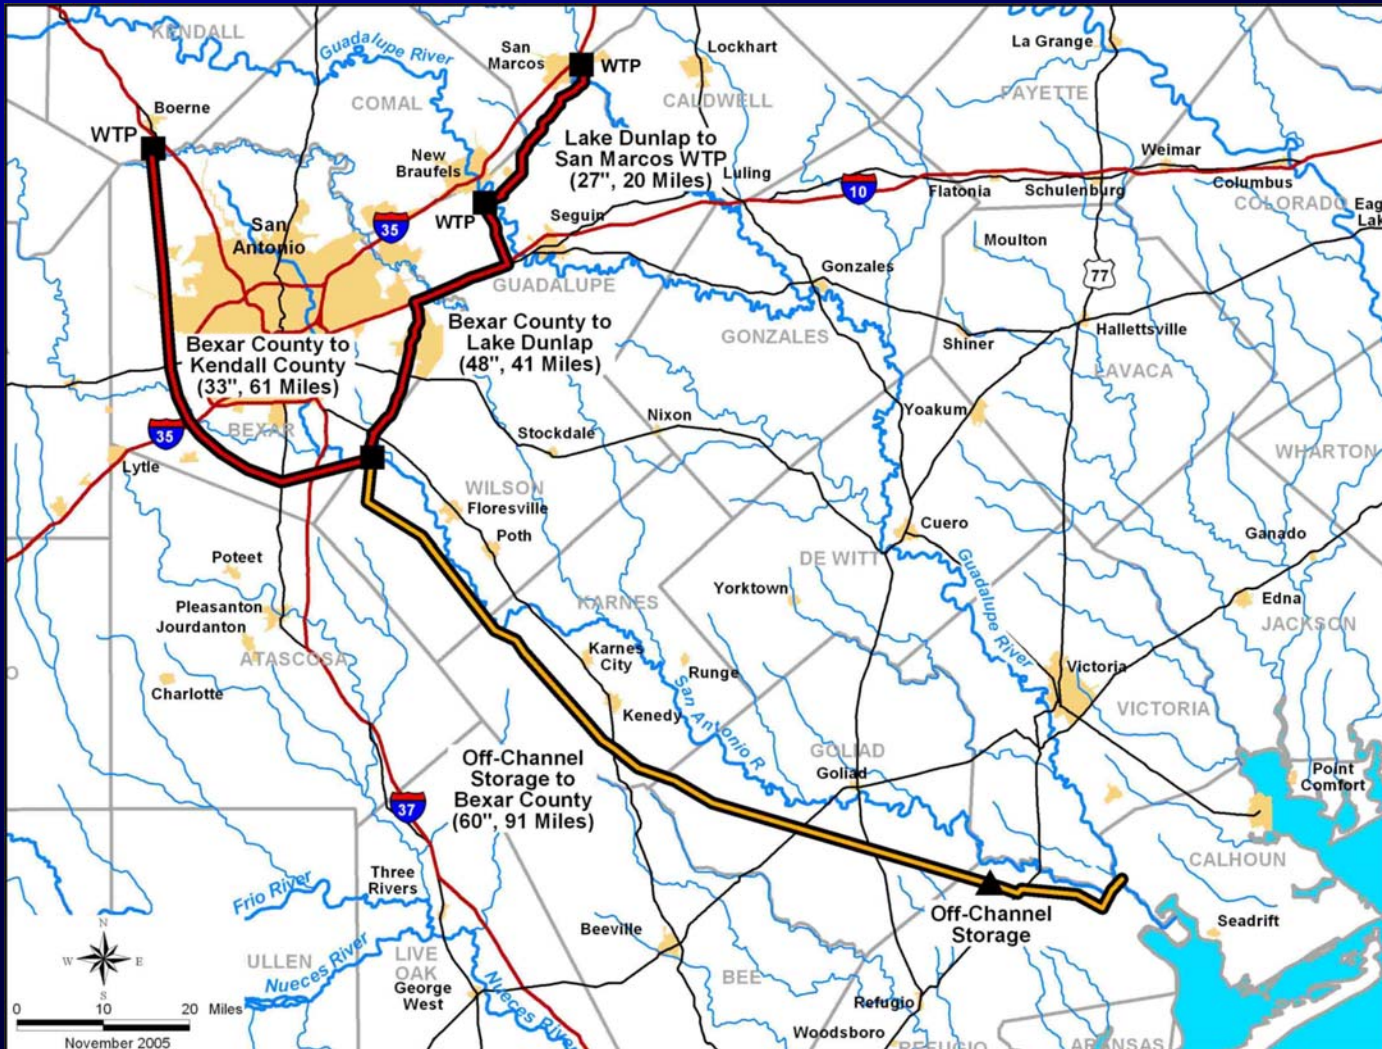 KENDALL
Guadalupe River
San
Marcos
WTP
Lockhart
La Grange
COMAL
CALDWELL
FAYETTE
Boerne
WTP
Lake Dunlap to
San Marcos WTP
(27", 20 Miles)
New
Braufels
Luling
Weimar
10
Flatonia
Schulenburg
Columbus
COLORADO
Eag
Lak
WTP
Seguin
San
Antonio
35
Moulton
77
Gonzales
GUADALUPE
Bexar County to
Lake Dunlap
(48", 41 Miles)
GONZALES
Hallettsville
Shiner
Bexar County to
Kendall County
(33", 61 Miles)
LAVACA
Yoakum
Nixon
Stockdale
35
BEXAR
Lytle
WHARTON
WILSON
Floresville
Poth
Cuero
Ganado
Poteet
DE WITT
Guadalupe River
Yorktown
KARNES
Edna
JACKSON
Pleasanton
Jourdanton
ATASCOSA
Karnes
City
Runge
Victoria
O
Charlotte
San Antonio R.
Kenedy
VICTORIA
GOLIAD
Goliad
Off-Channel
Storage to
Bexar County
(60", 91 Miles)
Point
Comfort
37
CALHOUN
Three
Rivers
Frio River
Off-Channel
Storage
Seadrift
Beeville
N
W
E
S
ULLEN
Nueces River
LIVE
OAK
George
West
Nueces River
BEE
Refugio
Woodsboro
REFUGIO
ARANSAS
0 10 20 Miles
November 2005